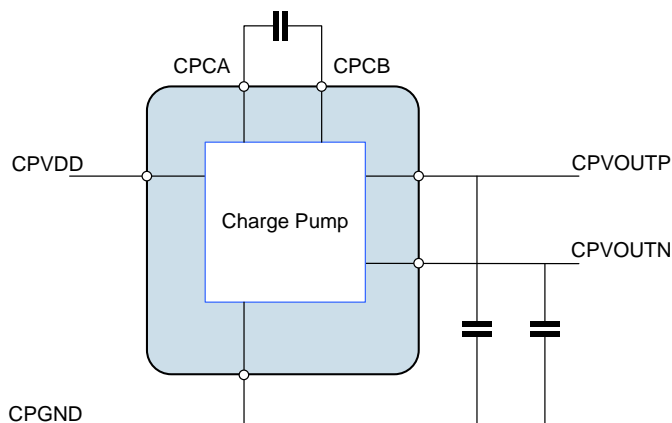 CPCA
CPCB
CPVDD
CPVOUTP
Charge Pump
CPVOUTN
CPGND